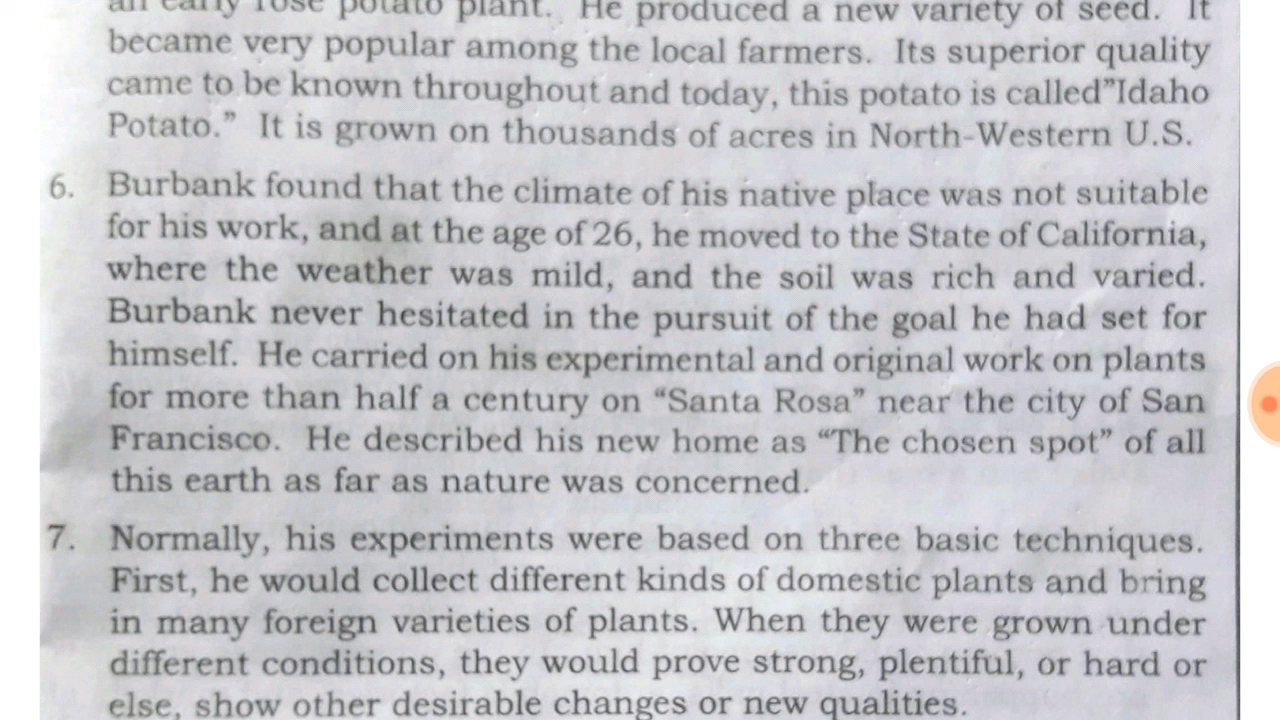 an early rose potato plant.  He produced a new variety of seed.  It
became very popular among the local farmers.  Its superior quality
came to be known throughout and today, this potato is called”Idaho
Potato.”  It is grown on thousands of acres in North-Western U.S.
6. Burbank found that the climate of his native place was not suitable
for his work, and at the age of 26, he moved to the State of California,
where the weather was mild, and the soil was rich and varied.
Burbank never hesitated in the pursuit of the goal he had set for
himself.  He carried on his experimental and original work on plants
for more than half a century on “Santa Rosa” near the city of San
Francisco.  He described his new home as “The chosen spot” of all
this earth as far as nature was concerned.
7. Normally, his experiments were based on three basic techniques.
First, he would collect different kinds of domestic plants and bring
in many foreign varieties of plants. When they were grown under
different conditions, they would prove strong, plentiful, or hard or
else, show other desirable changes or new qualities.